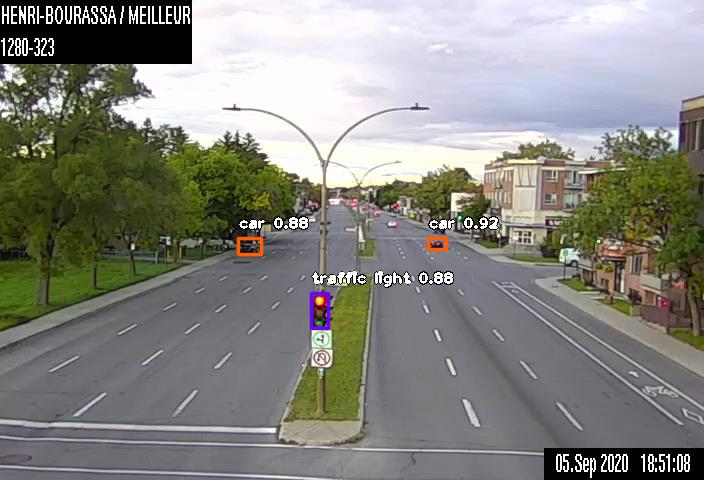 HENRI-BOURASSA / MEILLEUR
1280-323
car 0.88
car 0.92
traffic light 0.88
05.Sep 2020 18:51:08